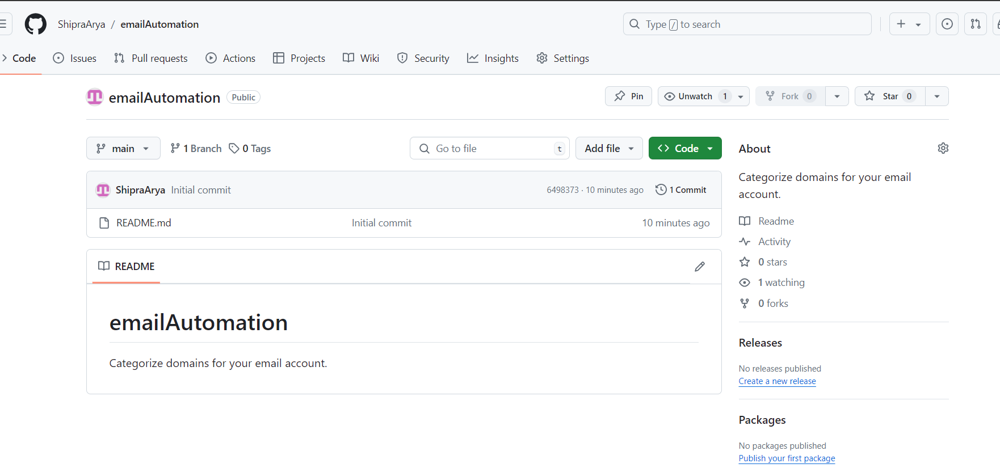 ShipraArya / emailAutomation Type / to search
Code Issues Pull requests Actions Projects Wiki Security Insights Settings
emailAutomation Public Pin Unwatch 1 Fork 0 Star 0
main 1 Branch 0 Tags Go to file t Add file Code
ShipraArya Initial commit 6498373 · 10 minutes ago 1 Commit
README.md Initial commit 10 minutes ago
README
emailAutomation
Categorize domains for your email account.
About
Categorize domains for your email
account.
Readme
Activity
0 stars
1 watching
0 forks
Releases
No releases published
Create a new release
Packages
No packages published
Publish your first package